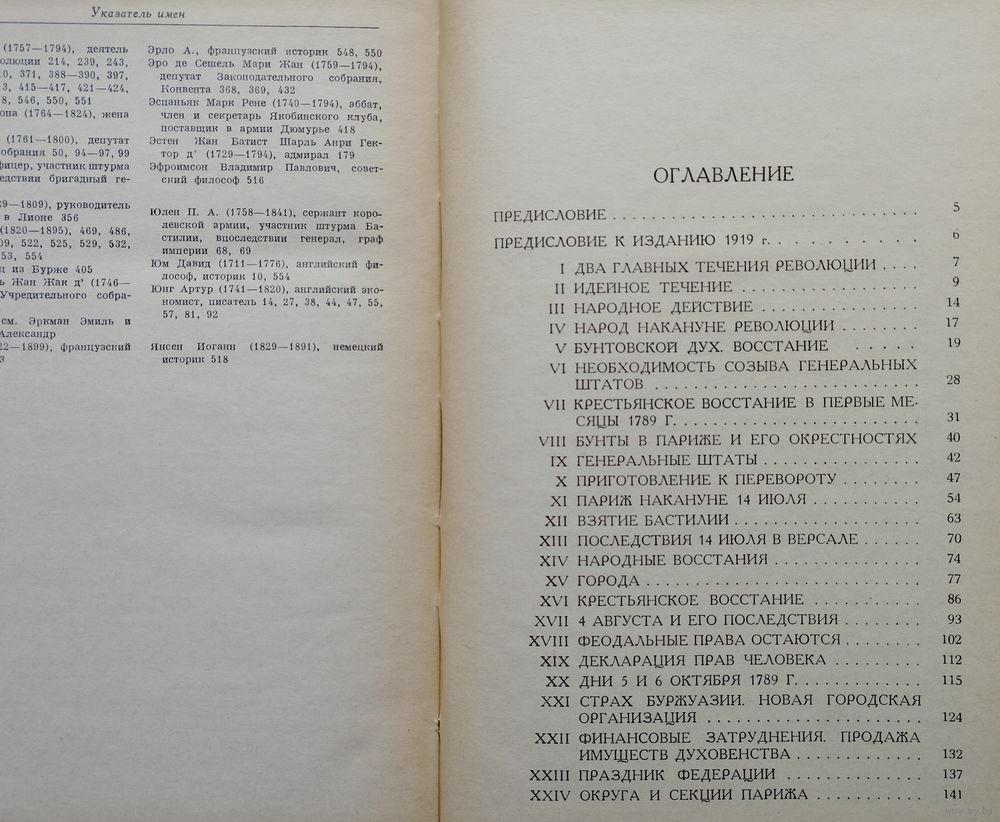 Указатель имен
(1757—1794), деятель
214, 239, 243,
371, 388—390, 397,
415—417, 421—424,
546, 550, 551
(1764—1824), жена
(1761—1800), депутат
50, 94—97, 99
участник штурма
бригадный ге-
руководитель
в Лионе 356
(1820—1895), 469, 486,
522, 525, 529, 532,
554
из Бурже 405
Жан Жак д' (1746—
Учредительного собра-
см. Эркман Эмиль и
Александр
французский
Эрло А., французский историк 548, 550
Эро де Сешель Мари Жан (1759—1794),
депутат Законодательного собрания,
Конвента 368, 369, 432
Эспаньяк Марк Рене (1740—1794), аббат,
член и секретарь Якобинского клуба,
поставщик в армии Дюмурье 418
Эстен Жан Батист Шарль Анри Гек-
тор д' (1729—1794), адмирал 179
Эфроимсон Владимир Павлович, совет-
ский философ 516
Юлен П. А. (1758—1841), сержант коро-
левской армии, участник штурма Ба-
стилии, впоследствии генерал, граф
империи 68, 69
Юм Давид (1711—1776), английский фи-
лософ, историк 10, 554
Юнг Артур (1741—1820), английский эко-
номист, писатель 14, 27, 38, 44, 47, 55,
57, 81, 92
Янсен Иоганн (1829—1891), немецкий
историк 518
ОГЛАВЛЕНИЕ
ПРЕДИСЛОВИЕ . . . . . 5
ПРЕДИСЛОВИЕ К ИЗДАНИЮ 1919 г. . . . . . 6
I ДВА ГЛАВНЫХ ТЕЧЕНИЯ РЕВОЛЮЦИИ . . . . 7
II ИДЕЙНОЕ ТЕЧЕНИЕ . . . . . 9
III НАРОДНОЕ ДЕЙСТВИЕ . . . . . 14
IV НАРОД НАКАНУНЕ РЕВОЛЮЦИИ . . . . . 17
V БУНТОВСКОЙ ДУХ. ВОССТАНИЕ . . . . . 19
VI НЕОБХОДИМОСТЬ СОЗЫВА ГЕНЕРАЛЬНЫХ
ШТАТОВ . . . . . 28
VII КРЕСТЬЯНСКОЕ ВОССТАНИЕ В ПЕРВЫЕ МЕ-
СЯЦЫ 1789 Г. . . . . . 31
VIII БУНТЫ В ПАРИЖЕ И ЕГО ОКРЕСТНОСТЯХ 40
IX ГЕНЕРАЛЬНЫЕ ШТАТЫ . . . . . 42
X ПРИГОТОВЛЕНИЕ К ПЕРЕВОРОТУ . . . . . 47
XI ПАРИЖ НАКАНУНЕ 14 ИЮЛЯ . . . . . 54
XII ВЗЯТИЕ БАСТИЛИИ . . . . . 63
XIII ПОСЛЕДСТВИЯ 14 ИЮЛЯ В ВЕРСАЛЕ . . . . . 70
XIV НАРОДНЫЕ ВОССТАНИЯ . . . . . 74
XV ГОРОДА . . . . . 77
XVI КРЕСТЬЯНСКОЕ ВОССТАНИЕ . . . . . 86
XVII 4 АВГУСТА И ЕГО ПОСЛЕДСТВИЯ . . . . . 93
XVIII ФЕОДАЛЬНЫЕ ПРАВА ОСТАЮТСЯ . . . . . 102
XIX ДЕКЛАРАЦИЯ ПРАВ ЧЕЛОВЕКА . . . . . 112
XX ДНИ 5 И 6 ОКТЯБРЯ 1789 Г. . . . . . 115
XXI СТРАХ БУРЖУАЗИИ. НОВАЯ ГОРОДСКАЯ
ОРГАНИЗАЦИЯ . . . . . 124
XXII ФИНАНСОВЫЕ ЗАТРУДНЕНИЯ. ПРОДАЖА
ИМУЩЕСТВ ДУХОВЕНСТВА . . . . . 132
XXIII ПРАЗДНИК ФЕДЕРАЦИИ . . . . . 137
XXIV ОКРУГА И СЕКЦИИ ПАРИЖА . . . . . 141